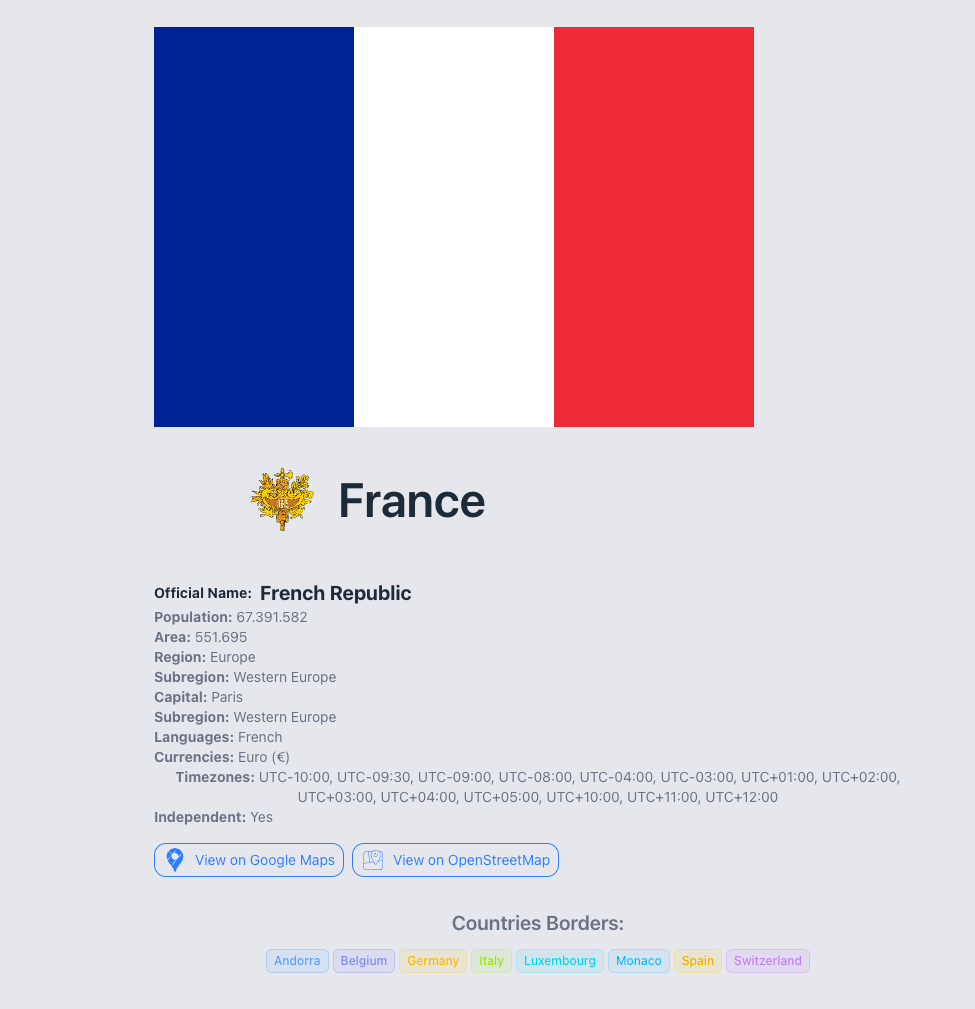 France
Official Name: French Republic
Population: 67.391.582
Area: 551.695
Region: Europe
Subregion: Western Europe
Capital: Paris
Subregion: Western Europe
Languages: French
Currencies: Euro (€)
Timezones: UTC-10:00, UTC-09:30, UTC-09:00, UTC-08:00, UTC-04:00, UTC-03:00, UTC+01:00, UTC+02:00,
UTC+03:00, UTC+04:00, UTC+05:00, UTC+10:00, UTC+11:00, UTC+12:00
Independent: Yes
View on Google Maps View on OpenStreetMap
Countries Borders:
Andorra Belgium Germany Italy Luxembourg Monaco Spain Switzerland